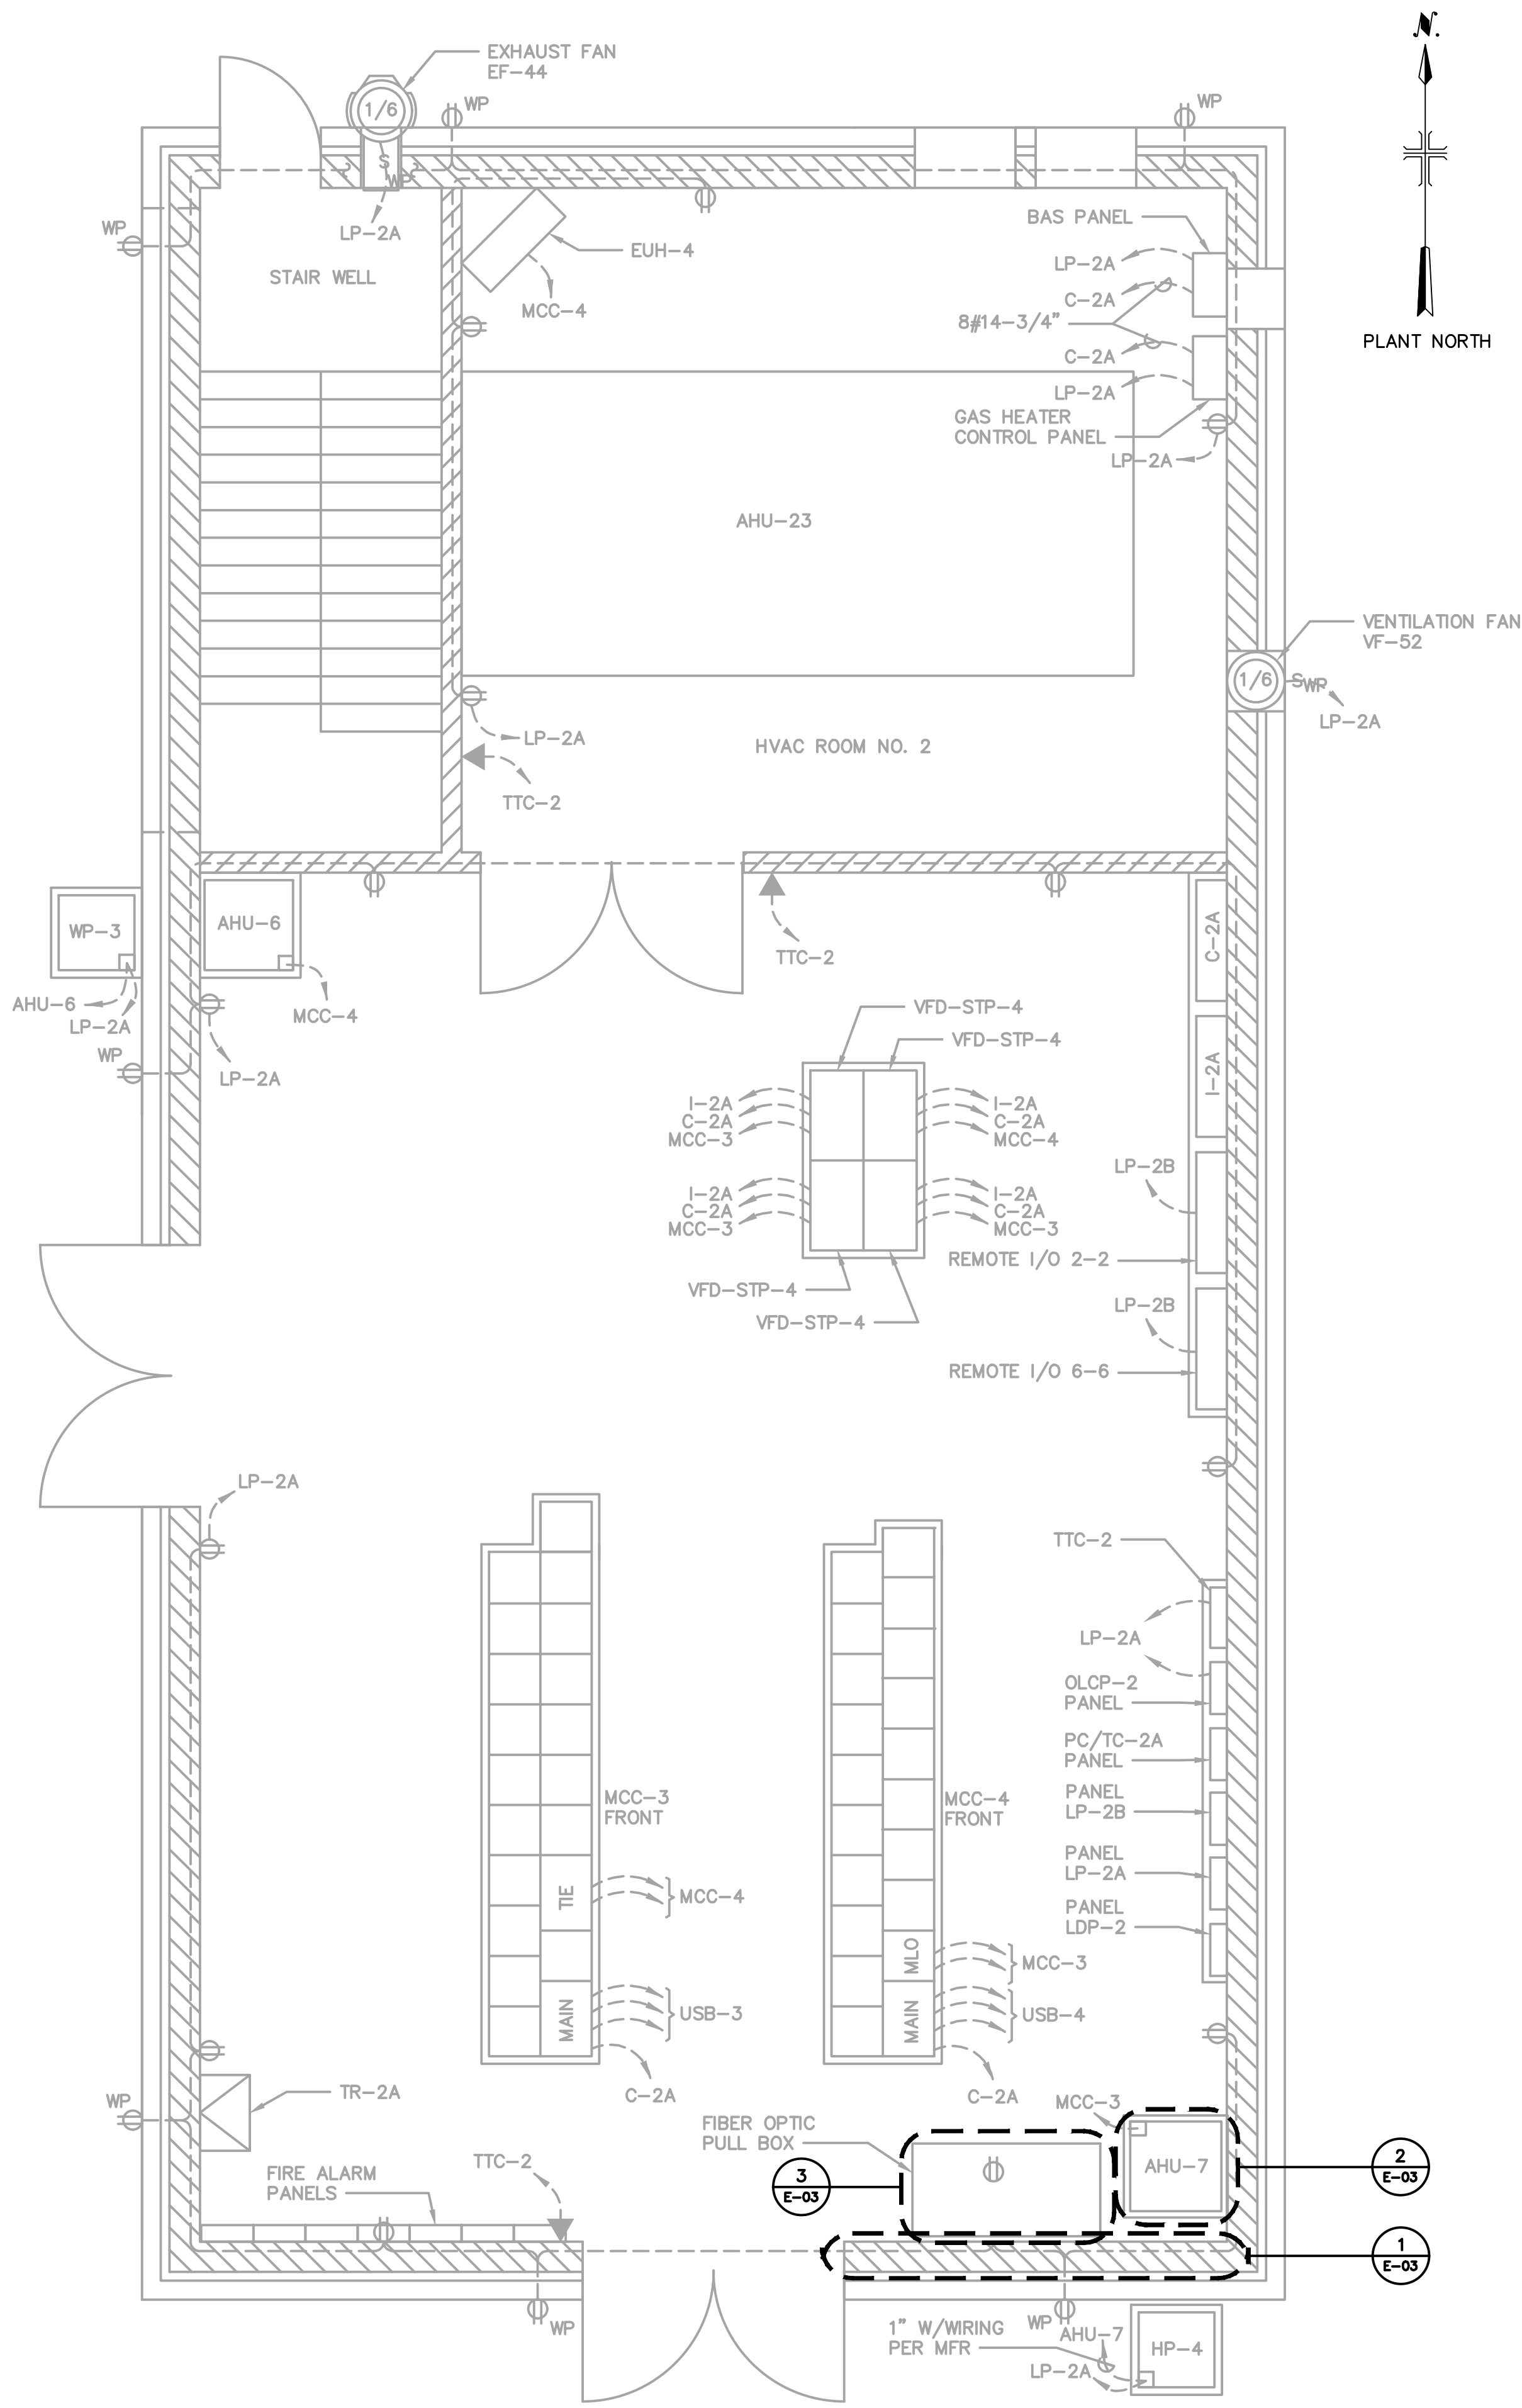 N.
PLANT NORTH
EXHAUST FAN
EF-44
1/6
WP
WP
S
WP
LP-2A
WP
STAIR WELL
EUH-4
MCC-4
BAS PANEL
LP-2A
C-2A
8#14-3/4"
C-2A
LP-2A
GAS HEATER
CONTROL PANEL
LP-2A
AHU-23
VENTILATION FAN
VF-52
1/6
S
WP
LP-2A
LP-2A
HVAC ROOM NO. 2
TTC-2
WP-3
AHU-6
AHU-6
LP-2A
MCC-4
WP
LP-2A
TTC-2
C-2A
I-2A
VFD-STP-4
VFD-STP-4
I-2A
C-2A
MCC-3
I-2A
C-2A
MCC-4
I-2A
C-2A
MCC-3
I-2A
C-2A
MCC-3
VFD-STP-4
VFD-STP-4
LP-2B
REMOTE I/O 2-2
LP-2B
REMOTE I/O 6-6
LP-2A
TTC-2
LP-2A
OLCP-2
PANEL
PC/TC-2A
PANEL
PANEL
LP-2B
PANEL
LP-2A
PANEL
LDP-2
MCC-3
FRONT
TIE
MCC-4
MAIN
USB-3
C-2A
MCC-4
FRONT
MLO
MCC-3
MAIN
USB-4
C-2A
WP
TR-2A
FIRE ALARM
PANELS
TTC-2
FIBER OPTIC
PULL BOX
MCC-3
AHU-7
2
E-03
3
E-03
1
E-03
WP
WP
1" W/WIRING
PER MFR
AHU-7
LP-2A
HP-4